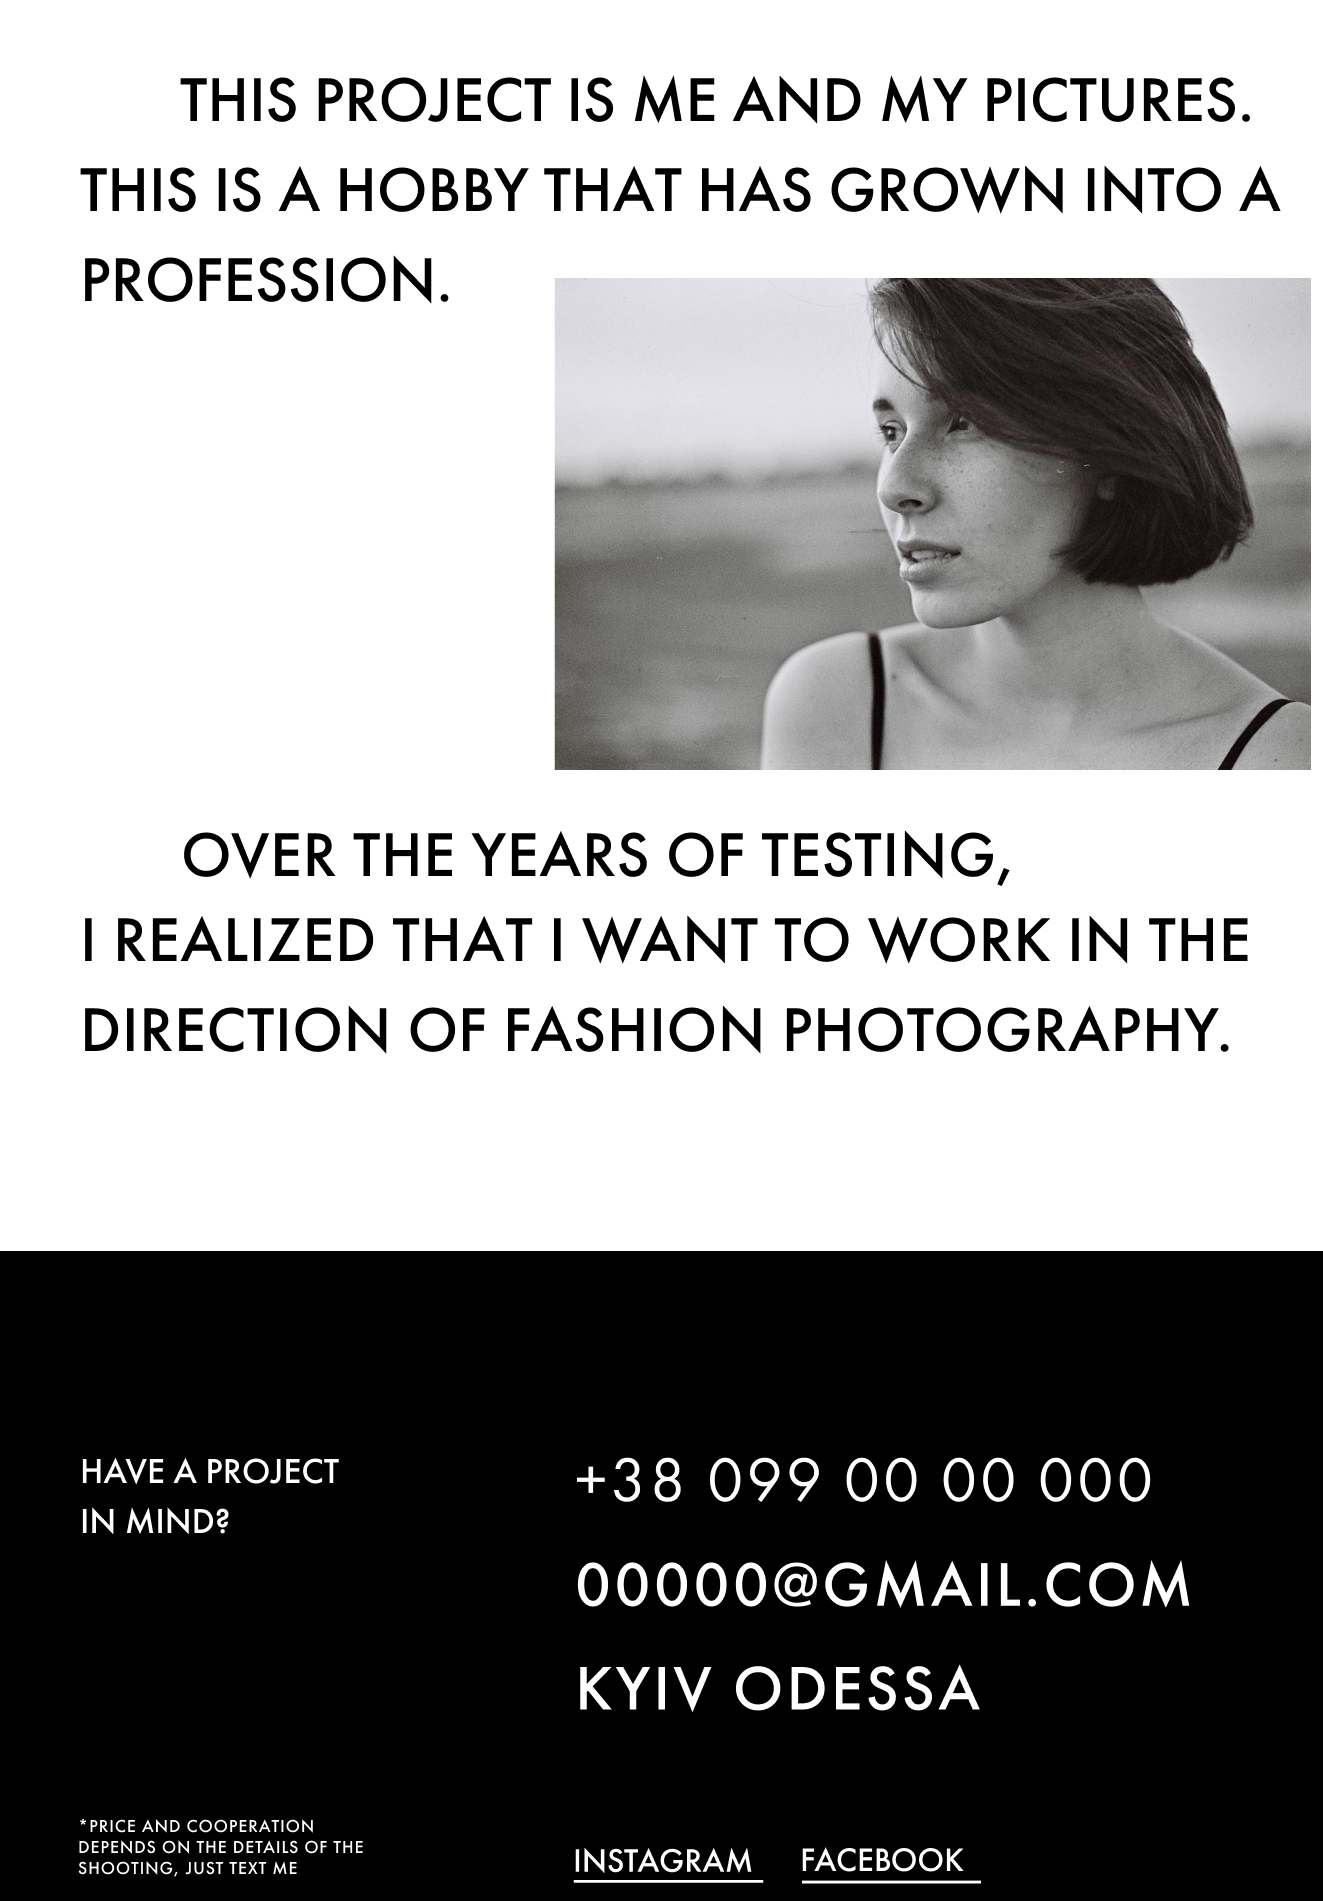 THIS PROJECT IS ME AND MY PICTURES.
THIS IS A HOBBY THAT HAS GROWN INTO A
PROFESSION.
OVER THE YEARS OF TESTING,
I REALIZED THAT I WANT TO WORK IN THE
DIRECTION OF FASHION PHOTOGRAPHY.
HAVE A PROJECT
IN MIND?
+38 099 00 00 000
00000@GMAIL.COM
KYIV ODESSA
*PRICE AND COOPERATION
DEPENDS ON THE DETAILS OF THE
SHOOTING, JUST TEXT ME
INSTAGRAM FACEBOOK